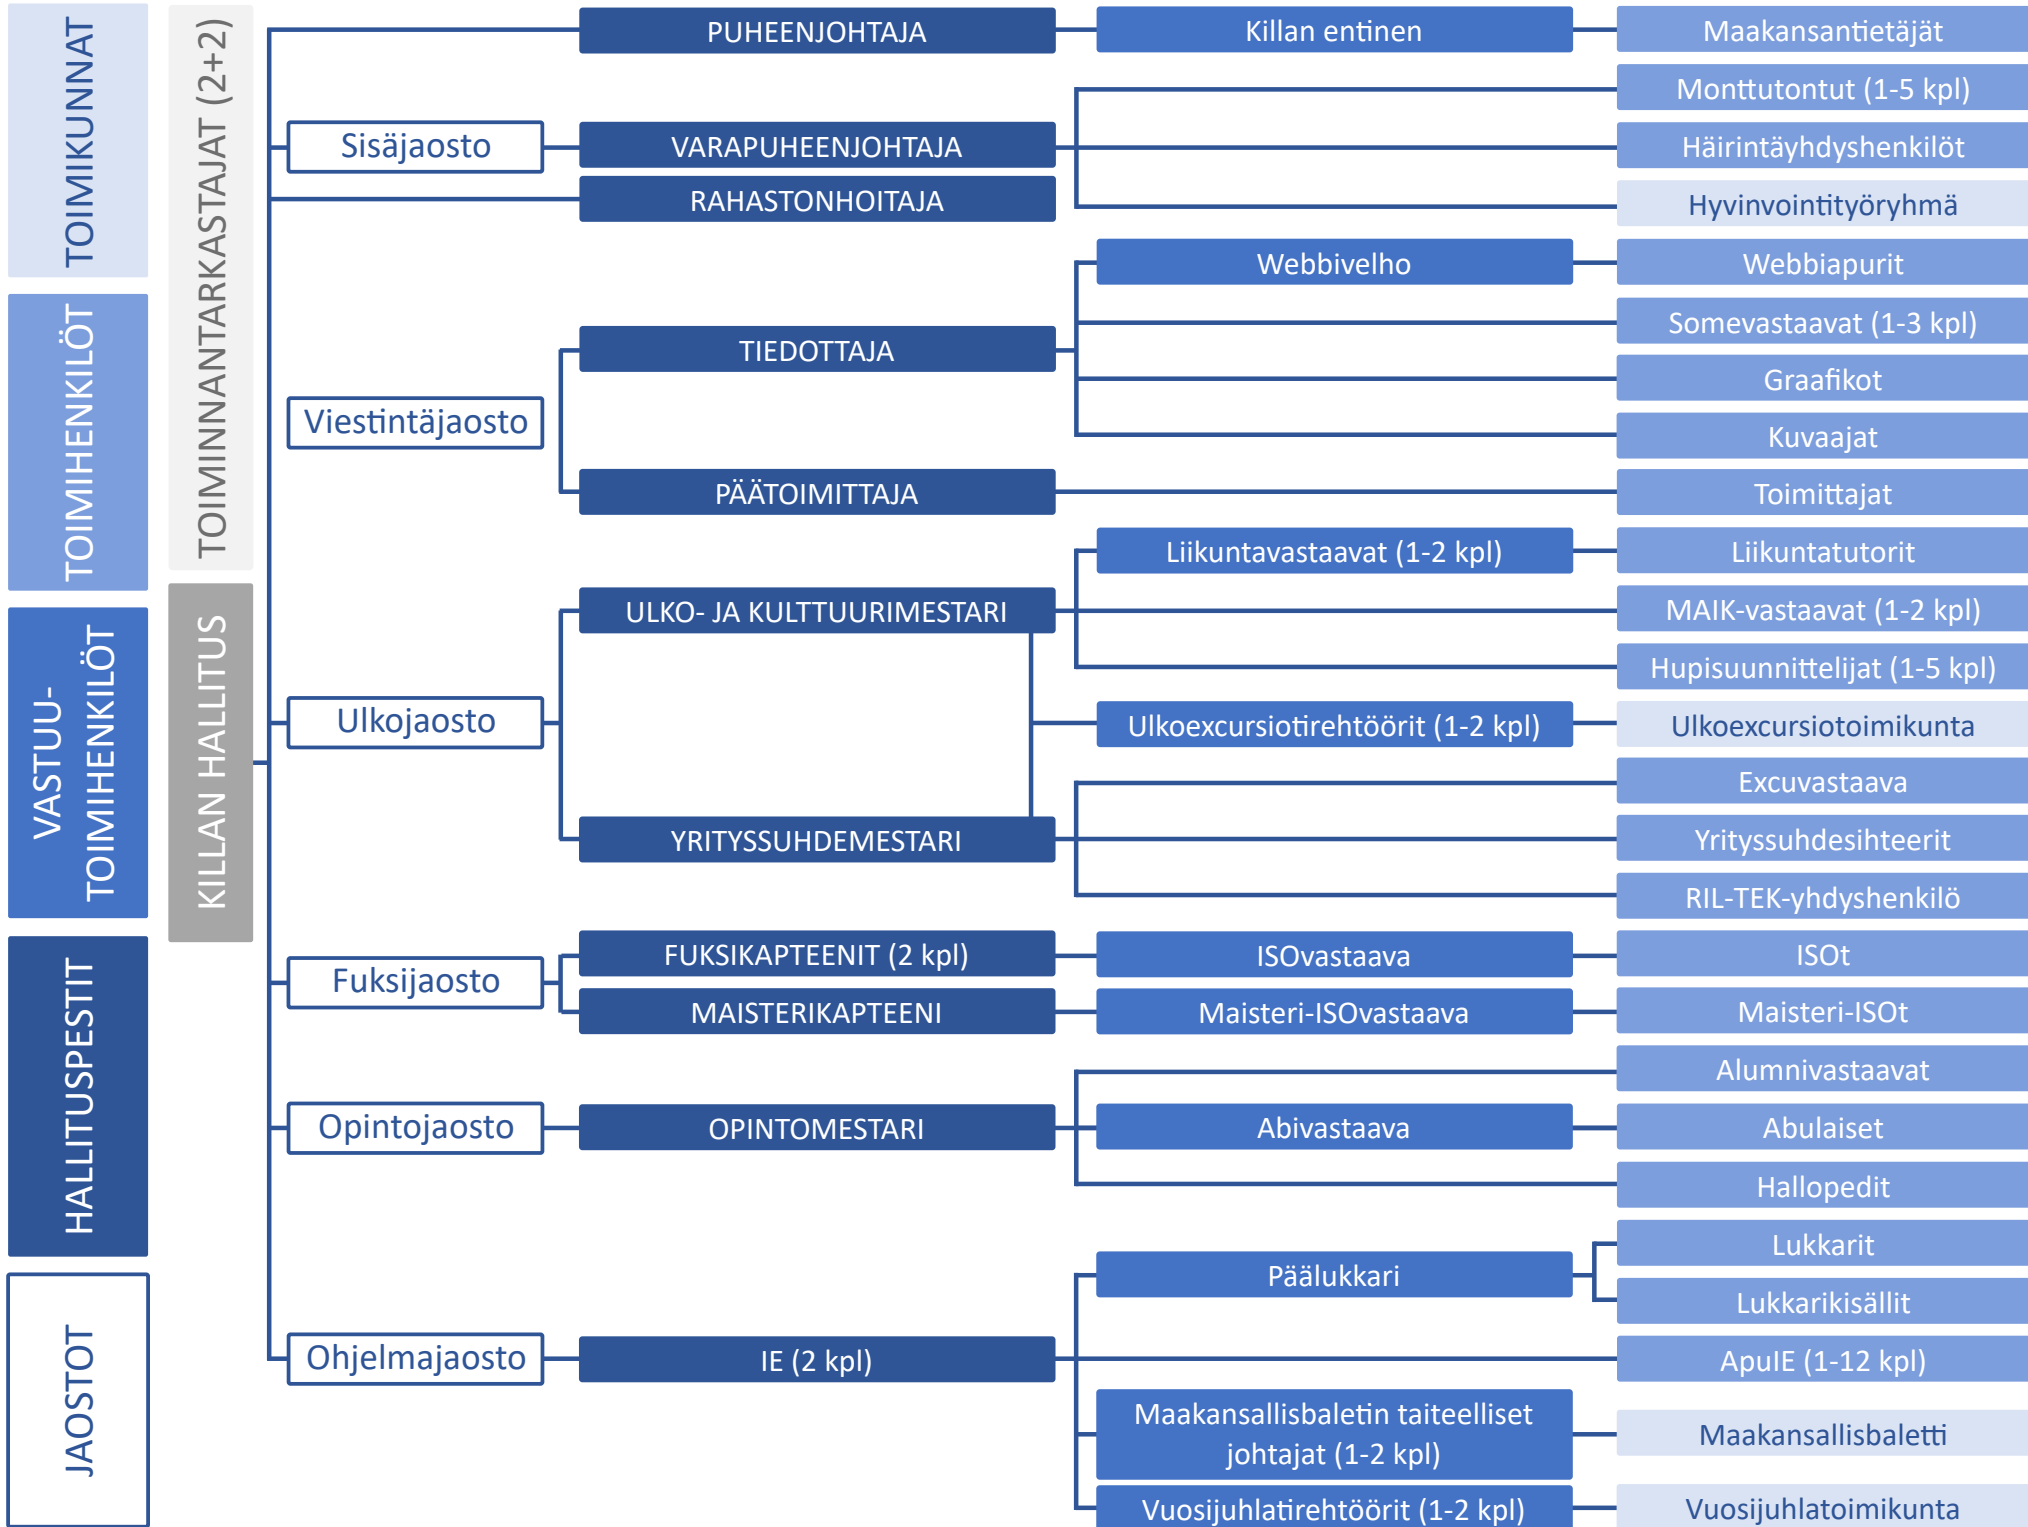 TOIMIKUNNAT
TOIMIHENKILÖT
VASTUU-
TOIMIHENKILÖT
HALLITUSPESTIT
JAOSTOT
TOIMINNANTARKASTAJAT (2+2)
KILLAN HALLITUS
PUHEENJOHTAJA
Killan entinen
Maakansantietäjät
Sisäjaosto
VARAPUHEENJOHTAJA
Monttutontut (1-5 kpl)
Häirintäyhdyshenkilöt
Hyvinvointityöryhmä
RAHASTONHOITAJA
Viestintäjaosto
TIEDOTTAJA
Webbivelho
Webbiapurit
Somevastaavat (1-3 kpl)
Graafikot
Kuvaajat
PÄÄTOIMITTAJA
Toimittajat
Ulkojaosto
ULKO- JA KULTTUURIMESTARI
Liikuntavastaavat (1-2 kpl)
Liikuntatutorit
MAIK-vastaavat (1-2 kpl)
Hupisuunnittelijat (1-5 kpl)
Ulkoexcursiotirehtöörit (1-2 kpl)
Ulkoexcursiotoimikunta
YRITYSSUHDEMESTARI
Excuvastaava
Yrityssuhdesihteerit
RIL-TEK-yhdyshenkilö
Fuksijaosto
FUKSIKAPTEENIT (2 kpl)
ISOvastaava
ISOt
MAISTERIKAPTEENI
Maisteri-ISOvastaava
Maisteri-ISOt
Opintojaosto
OPINTOMESTARI
Alumnivastaavat
Abivastaava
Abulaiset
Hallopedit
Ohjelmajaosto
IE (2 kpl)
Päälukkari
Lukkarit
Lukkarikisällit
ApuIE (1-12 kpl)
Maakansallisbaletin taiteelliset
johtajat (1-2 kpl)
Maakansallisbaletti
Vuosijuhlatirehtöörit (1-2 kpl)
Vuosijuhlatoimikunta